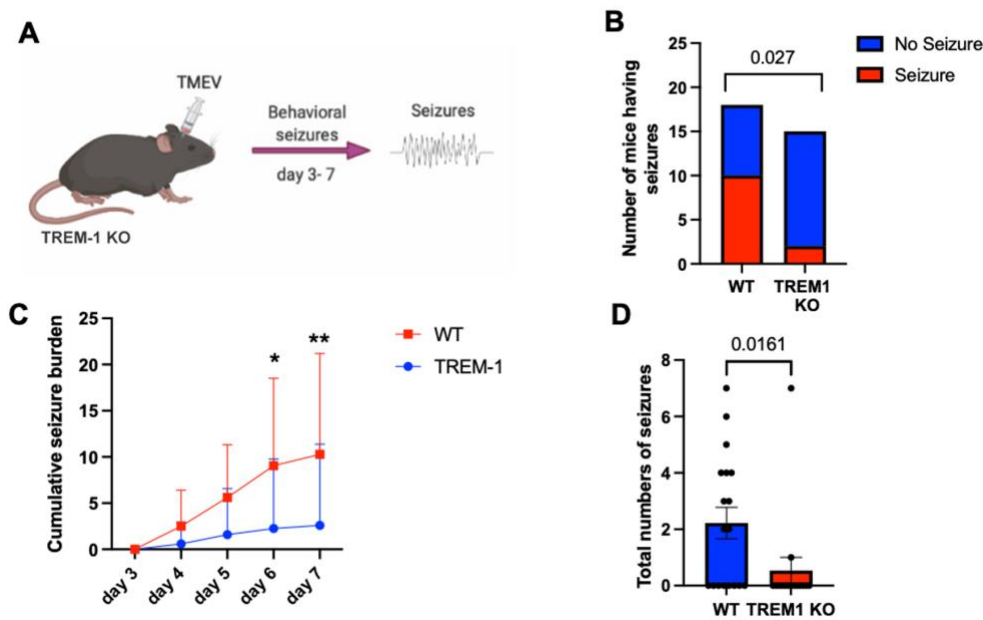 A
TMEV
Behavioral
seizures
day 3- 7
Seizures
TREM-1 KO
B
Number of mice having
seizures
25
20
15
10
5
0
0.027
WT
TREM1
KO
No Seizure
Seizure
C
Cumulative seizure burden
25
20
15
10
5
0
*
**
day 3
day 4
day 5
day 6
day 7
WT
TREM-1
D
Total numbers of seizures
8
6
4
2
0
0.0161
WT TREM1 KO